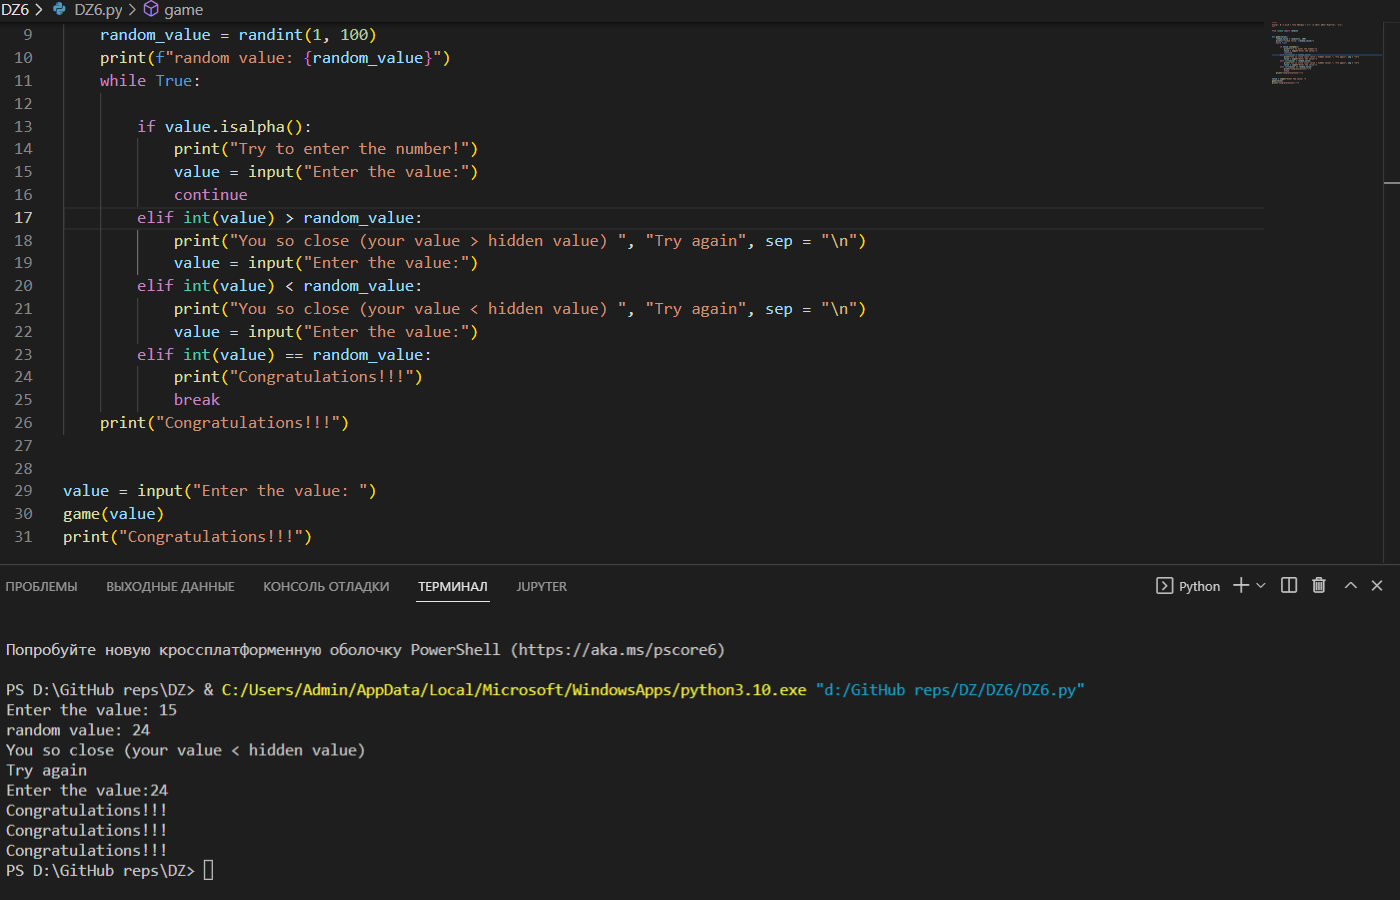 DZ6 > DZ6.py > game
9 random_value = randint(1, 100)
10 print(f"random value: {random_value}")
11 while True:
12
13 if value.isalpha():
14 print("Try to enter the number!")
15 value = input("Enter the value:")
16 continue
17 elif int(value) > random_value:
18 print("You so close (your value > hidden value) ", "Try again", sep = "\n")
19 value = input("Enter the value:")
20 elif int(value) < random_value:
21 print("You so close (your value < hidden value) ", "Try again", sep = "\n")
22 value = input("Enter the value:")
23 elif int(value) == random_value:
24 print("Congratulations!!!")
25 break
26 print("Congratulations!!!")
27
28
29 value = input("Enter the value: ")
30 game(value)
31 print("Congratulations!!!")
ПРОБЛЕМЫ ВЫХОДНЫЕ ДАННЫЕ КОНСОЛЬ ОТЛАДКИ ТЕРМИНАЛ JUPYTER Python
Попробуйте новую кроссплатформенную оболочку PowerShell (https://aka.ms/pscore6)
PS D:\GitHub reps\DZ> & C:/Users/Admin/AppData/Local/Microsoft/WindowsApps/python3.10.exe "d:/GitHub reps/DZ/DZ6/DZ6.py"
Enter the value: 15
random value: 24
You so close (your value < hidden value)
Try again
Enter the value:24
Congratulations!!!
Congratulations!!!
Congratulations!!!
PS D:\GitHub reps\DZ>